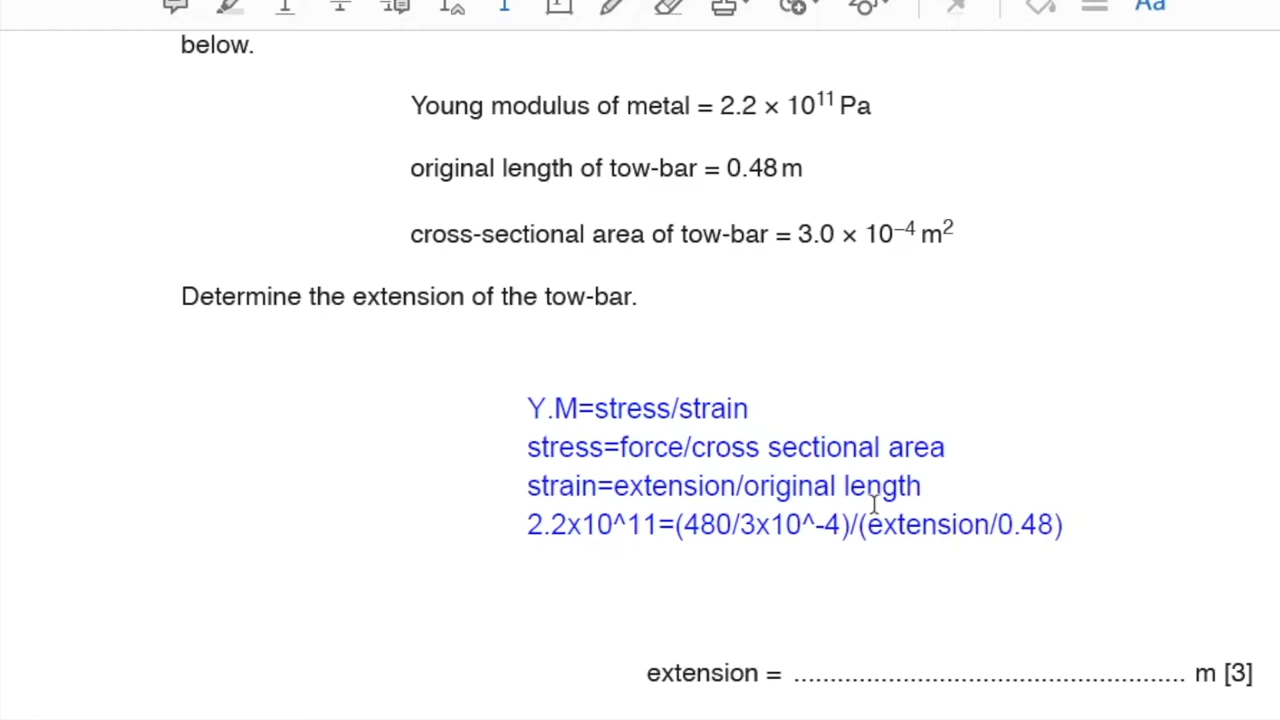 Aa
below.
Young modulus of metal = 2.2 × 10¹¹ Pa
original length of tow-bar = 0.48 m
cross-sectional area of tow-bar = 3.0 × 10⁻⁴ m²
Determine the extension of the tow-bar.
Y.M=stress/strain
stress=force/cross sectional area
strain=extension/original length
2.2x10^11=(480/3x10^-4)/(extension/0.48)
extension = ..................................................... m [3]